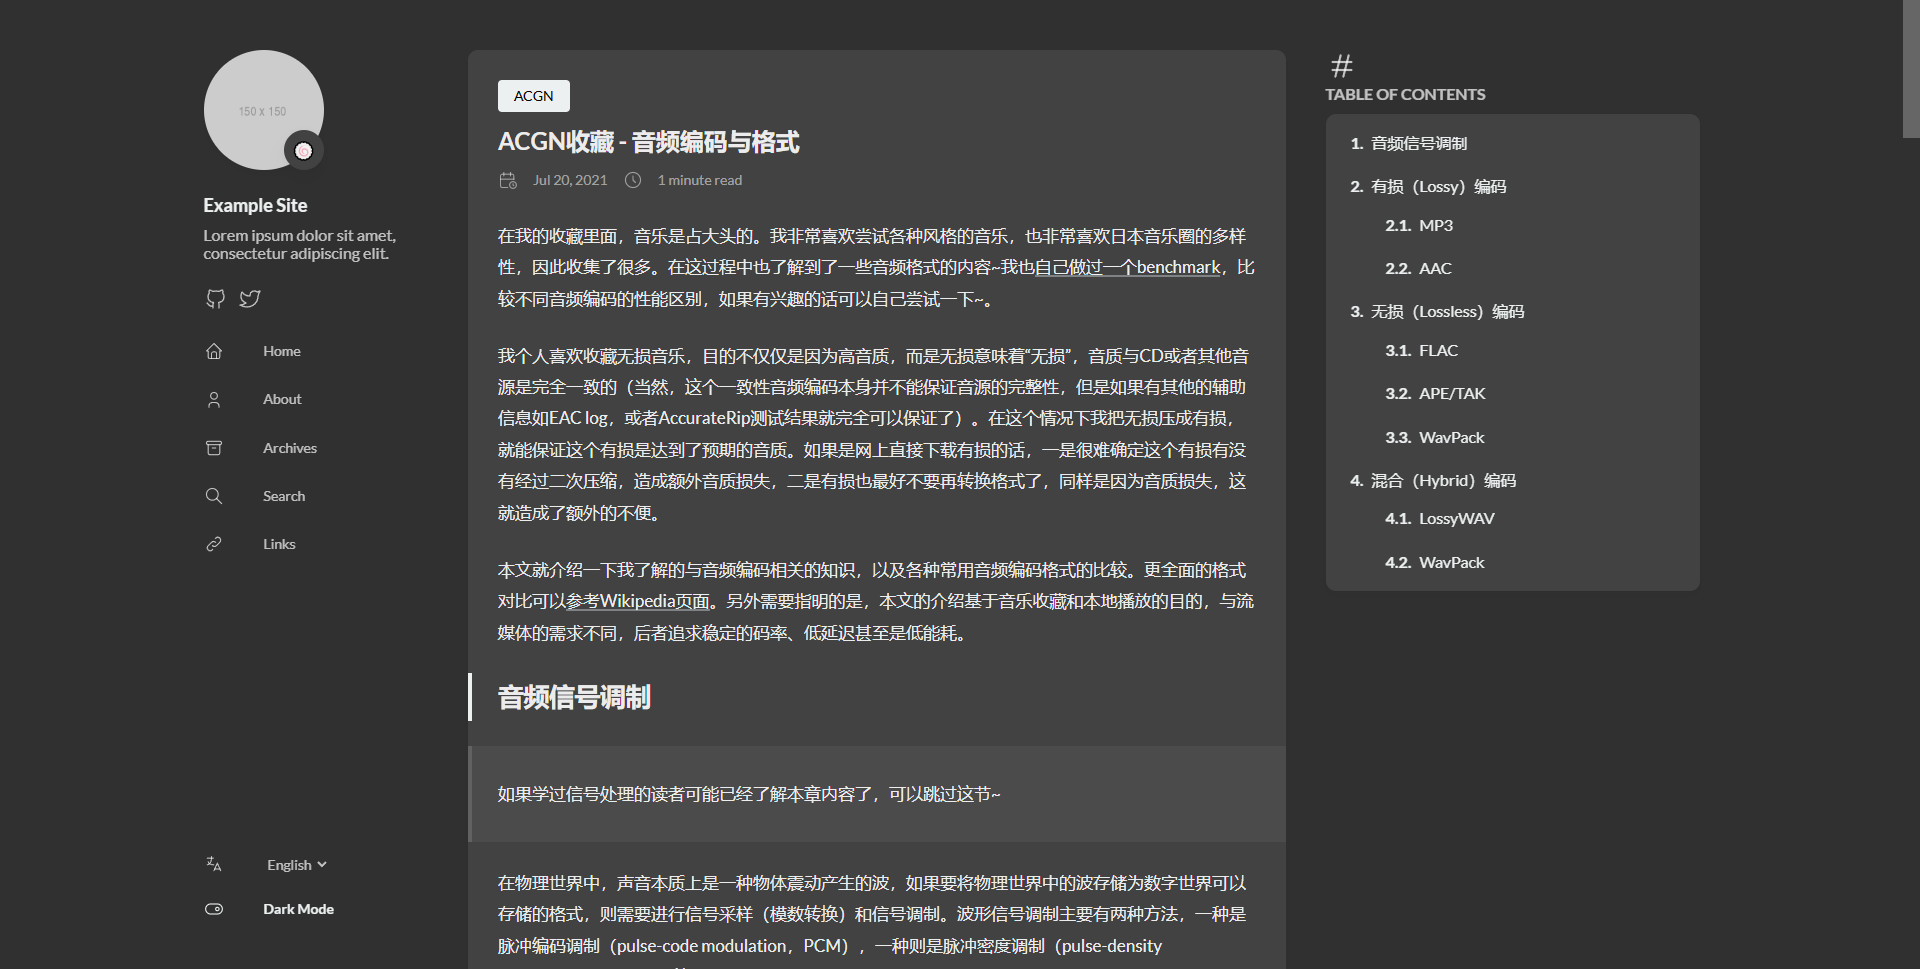 150 x 150
Example Site
Lorem ipsum dolor sit amet,
consectetur adipiscing elit.
Home
About
Archives
Search
Links
English
Dark Mode
ACGN
ACGN收藏 - 音频编码与格式
Jul 20, 2021
1 minute read
在我的收藏里面，音乐是占大头的。我非常喜欢尝试各种风格的音乐，也非常喜欢日本音乐圈的多样
性，因此收集了很多。在这过程中也了解到了一些音频格式的内容~我也自己做过一个benchmark，比
较不同音频编码的性能区别，如果有兴趣的话可以自己尝试一下~。
我个人喜欢收藏无损音乐，目的不仅仅是因为高音质，而是无损意味着“无损”，音质与CD或者其他音
源是完全一致的（当然，这个一致性音频编码本身并不能保证音源的完整性，但是如果有其他的辅助
信息如EAC log，或者AccurateRip测试结果就完全可以保证了）。在这个情况下我把无损压成有损，
就能保证这个有损是达到了预期的音质。如果是网上直接下载有损的话，一是很难确定这个有损有没
有经过二次压缩，造成额外音质损失，二是有损也最好不要再转换格式了，同样是因为音质损失，这
就造成了额外的不便。
本文就介绍一下我了解的与音频编码相关的知识，以及各种常用音频编码格式的比较。更全面的格式
对比可以参考Wikipedia页面。另外需要指明的是，本文的介绍基于音乐收藏和本地播放的目的，与流
媒体的需求不同，后者追求稳定的码率、低延迟甚至是低能耗。
音频信号调制
如果学过信号处理的读者可能已经了解本章内容了，可以跳过这节~
在物理世界中，声音本质上是一种物体震动产生的波，如果要将物理世界中的波存储为数字世界可以
存储的格式，则需要进行信号采样（模数转换）和信号调制。波形信号调制主要有两种方法，一种是
脉冲编码调制（pulse-code modulation，PCM），一种则是脉冲密度调制（pulse-density
TABLE OF CONTENTS
1. 音频信号调制
2. 有损（Lossy）编码
2.1. MP3
2.2. AAC
3. 无损（Lossless）编码
3.1. FLAC
3.2. APE/TAK
3.3. WavPack
4. 混合（Hybrid）编码
4.1. LossyWAV
4.2. WavPack